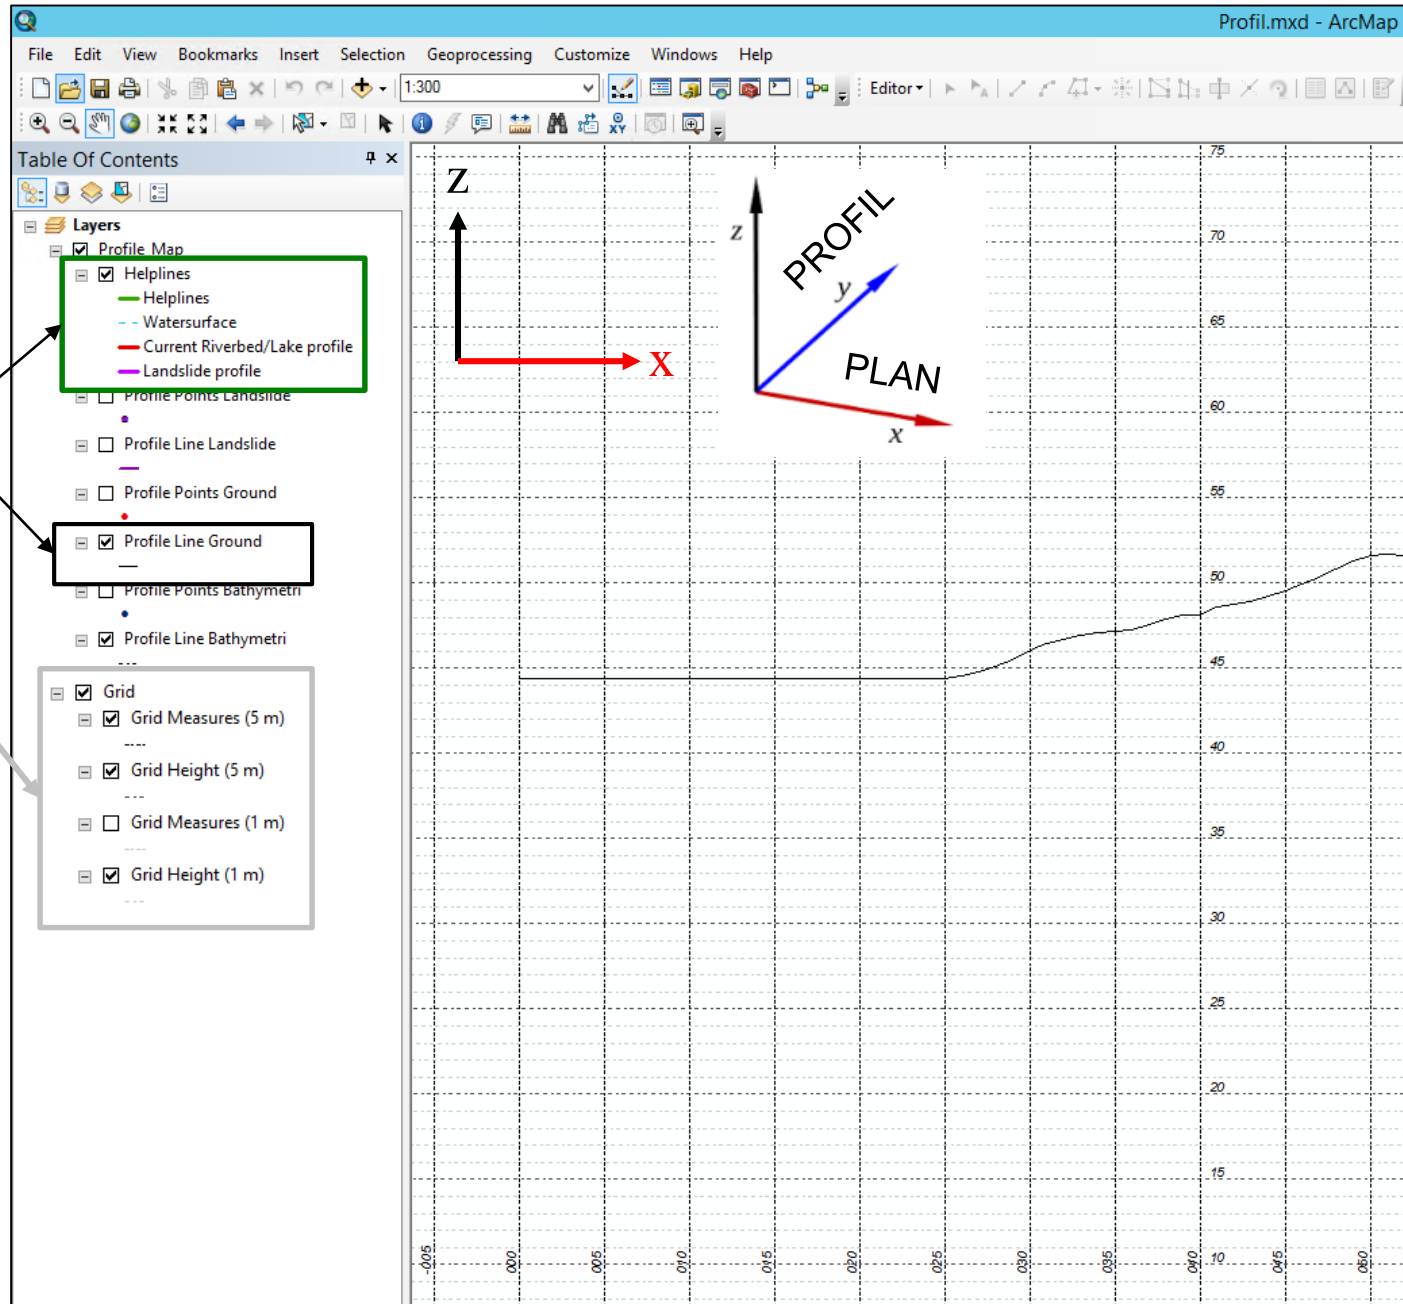 Profil.mxd - ArcMap
File Edit View Bookmarks Insert Selection Geoprocessing Customize Windows Help
1:300
Editor
Table Of Contents
Layers
Profile Map
Helplines
Helplines
Watersurface
Current Riverbed/Lake profile
Landslide profile
Profile Points Landslide
Profile Line Landslide
Profile Points Ground
Profile Line Ground
Profile Points Bathymetri
Profile Line Bathymetri
Grid
Grid Measures (5 m)
Grid Height (5 m)
Grid Measures (1 m)
Grid Height (1 m)
Z
X
z
PROFIL
y
PLAN
x
75
70
65
60
55
50
45
40
35
30
25
20
15
10
-005 000 005 010 015 020 025 030 035 040 045 050